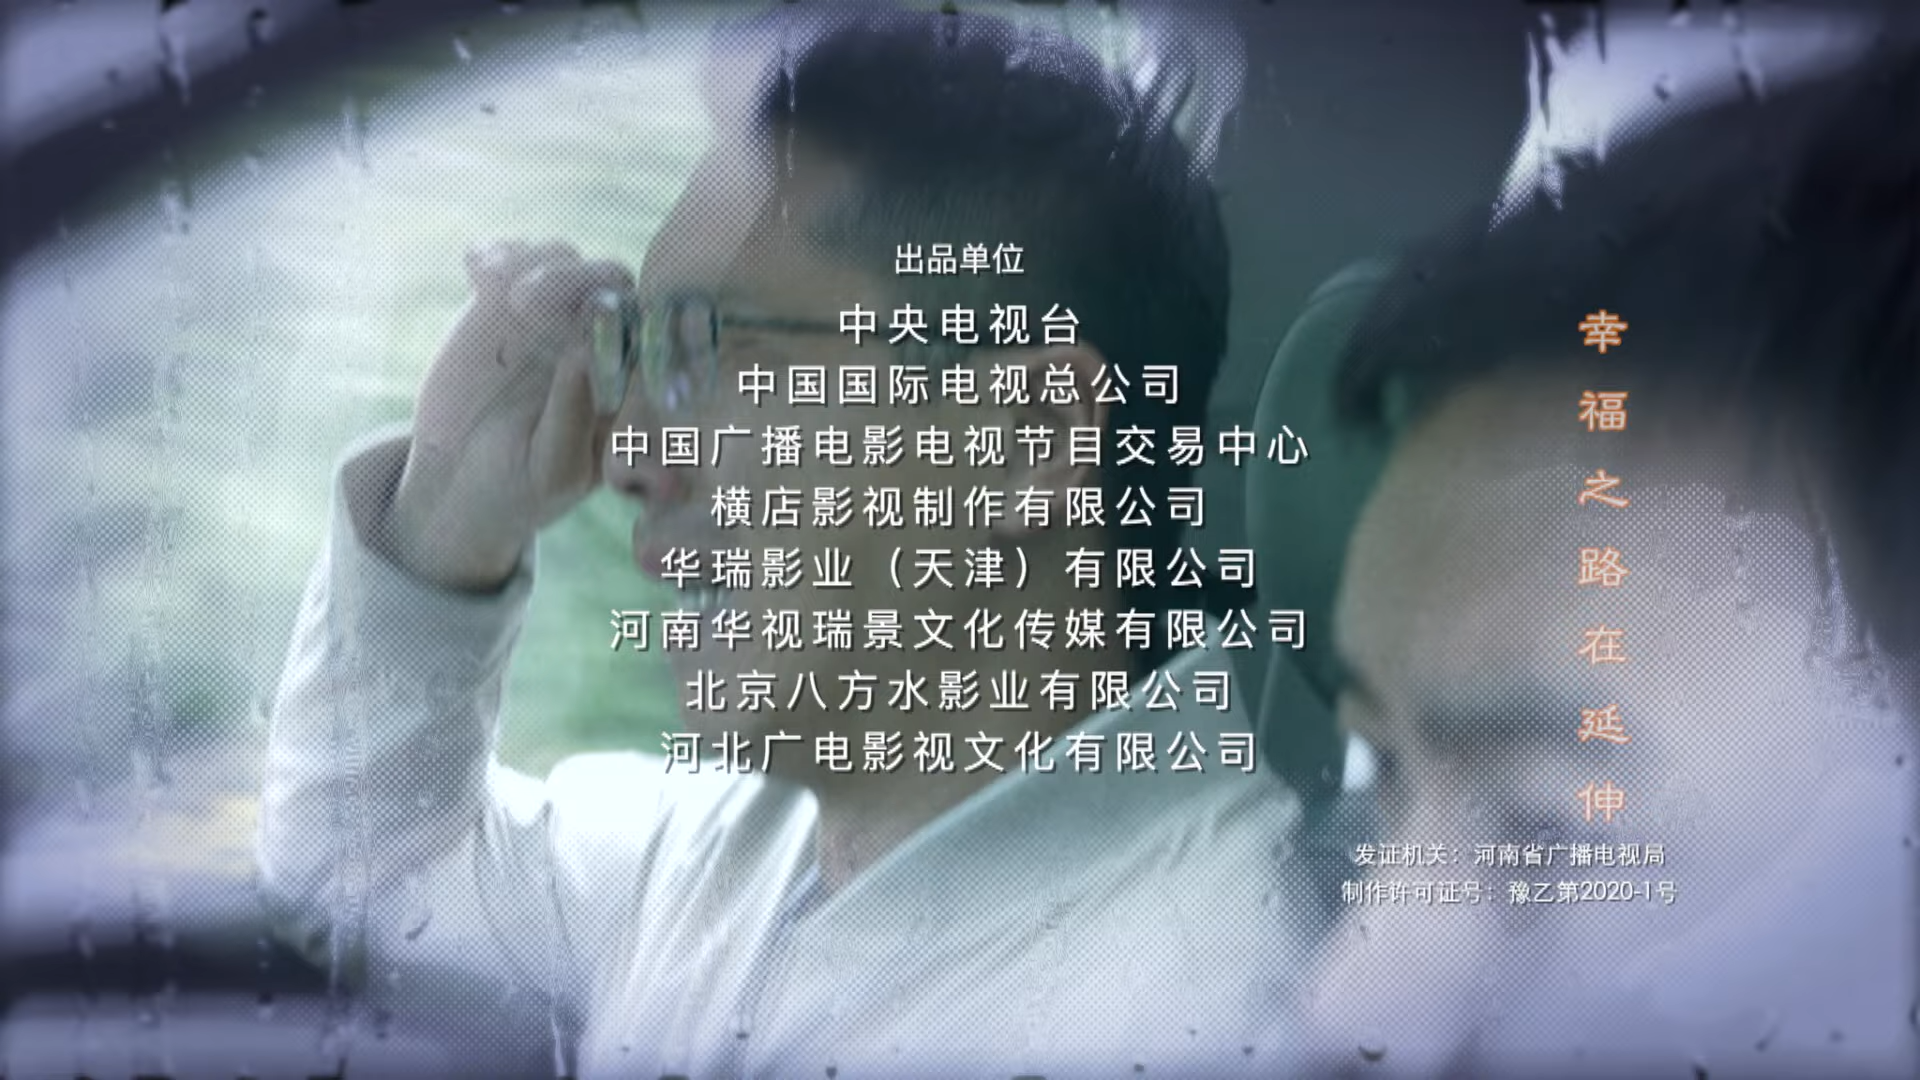 出品单位
中央电视台
中国国际电视总公司
中国广播电影电视节目交易中心
横店影视制作有限公司
华瑞影业（天津）有限公司
河南华视瑞景文化传媒有限公司
北京八方水影业有限公司
河北广电影视文化有限公司
幸福之路在延伸
发证机关：河南省广播电视局
制作许可证号：豫乙第2020-1号